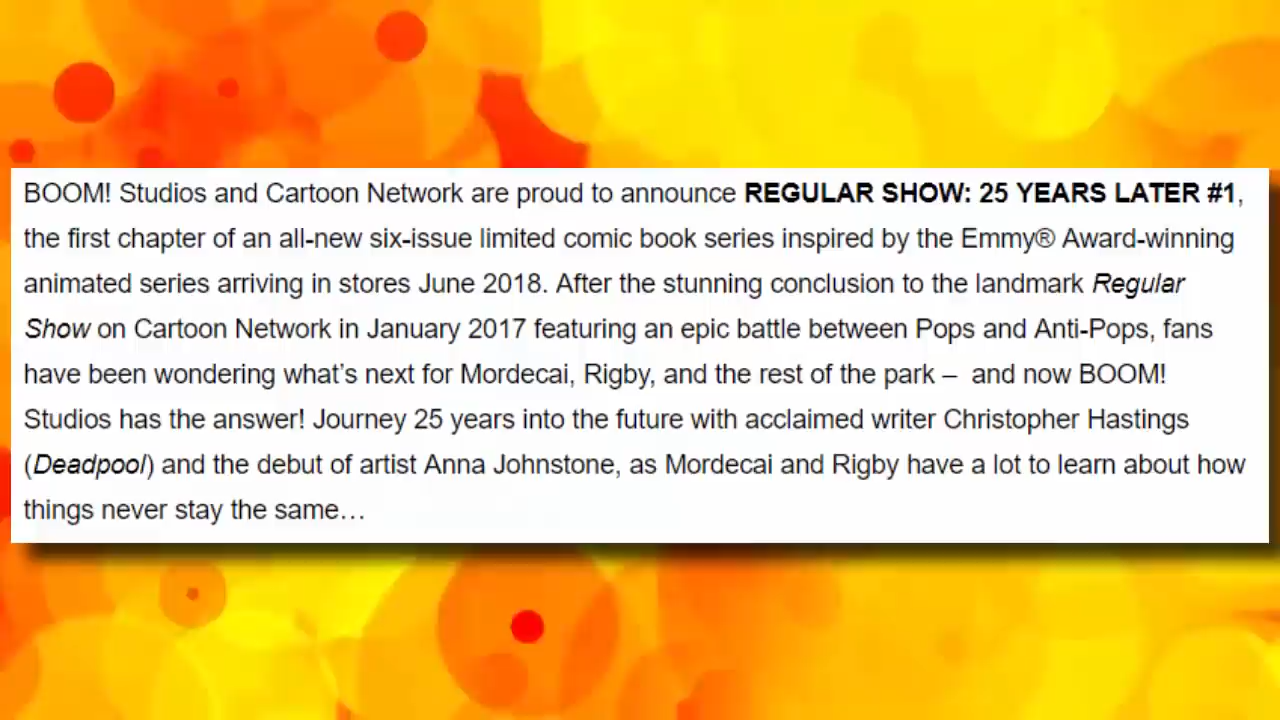 BOOM! Studios and Cartoon Network are proud to announce REGULAR SHOW: 25 YEARS LATER #1,
the first chapter of an all-new six-issue limited comic book series inspired by the Emmy® Award-winning
animated series arriving in stores June 2018. After the stunning conclusion to the landmark Regular
Show on Cartoon Network in January 2017 featuring an epic battle between Pops and Anti-Pops, fans
have been wondering what’s next for Mordecai, Rigby, and the rest of the park –  and now BOOM!
Studios has the answer! Journey 25 years into the future with acclaimed writer Christopher Hastings
(Deadpool) and the debut of artist Anna Johnstone, as Mordecai and Rigby have a lot to learn about how
things never stay the same…